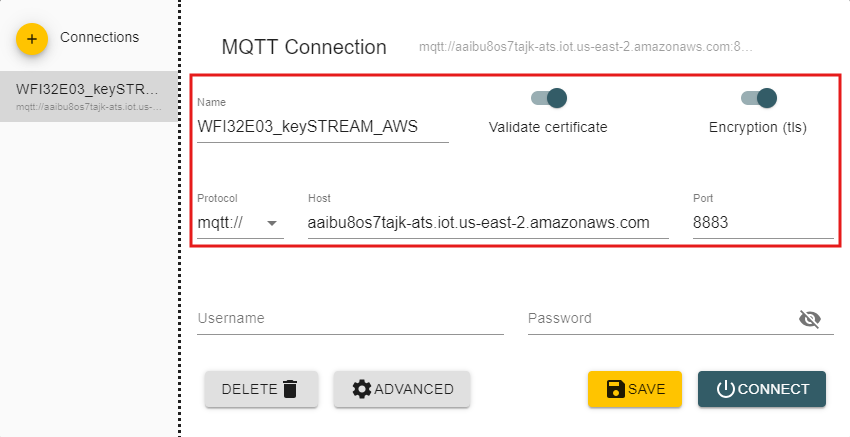 Connections
WFI32E03_keySTR...
mqtt://aaibu8os7tajk-ats.iot.us-...
MQTT Connection
mqtt://aaibu8os7tajk-ats.iot.us-east-2.amazonaws.com:8...
Name
WFI32E03_keySTREAM_AWS
Validate certificate
Encryption (tls)
Protocol
Host
Port
mqtt://
aaibu8os7tajk-ats.iot.us-east-2.amazonaws.com
8883
Username
Password
DELETE
ADVANCED
SAVE
CONNECT